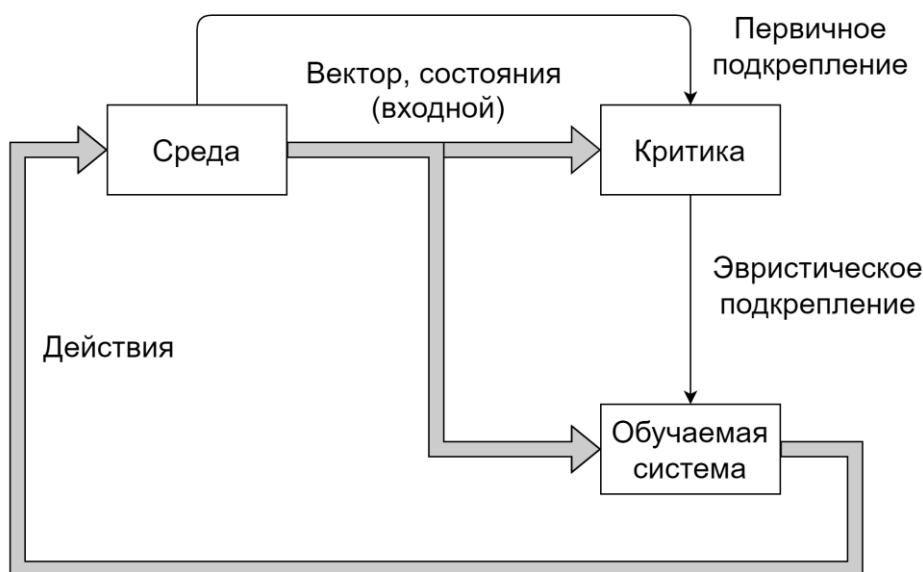 Первичное
подкрепление
Вектор, состояния
(входной)
Среда
Критика
Эвристическое
подкрепление
Действия
Обучаемая
система